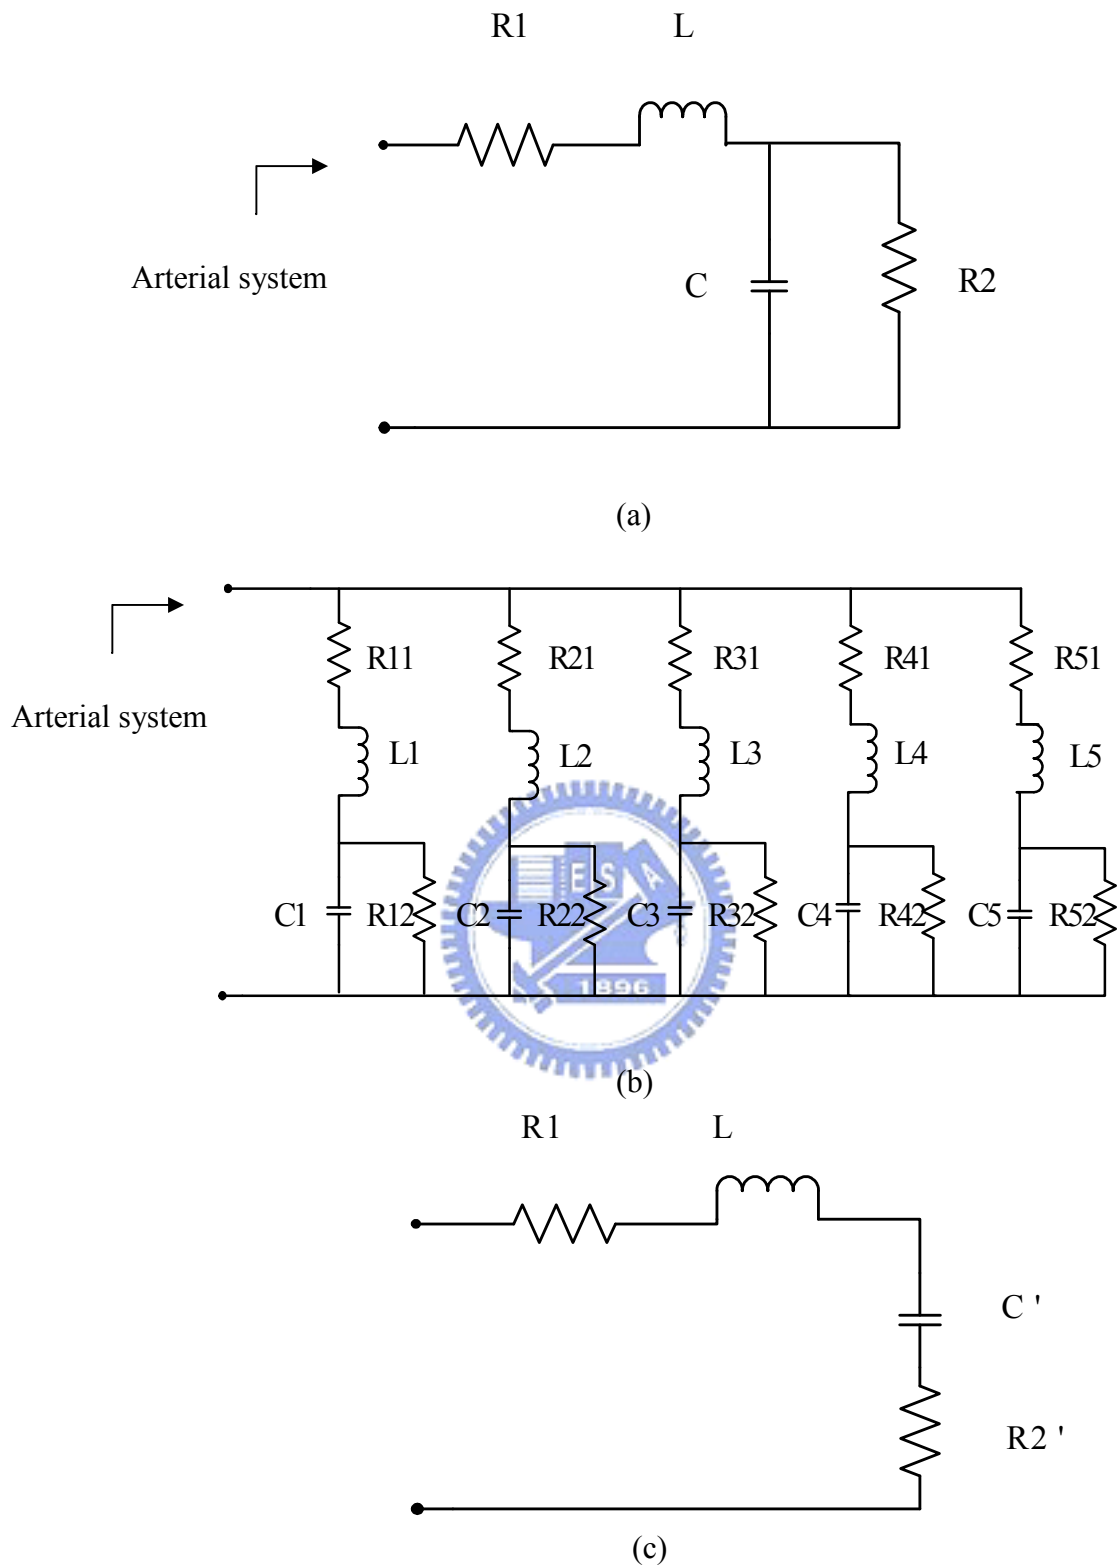 R1 L
Arterial system
C R2
(a)
R11 R21 R31 R41 R51
Arterial system
L1 L2 L3 L4 L5
E S A
C1 R12 C2 R22 C3 R32 C4 R42 C5 R52
1896
(b)
R1 L
C '
R2 '
(c)